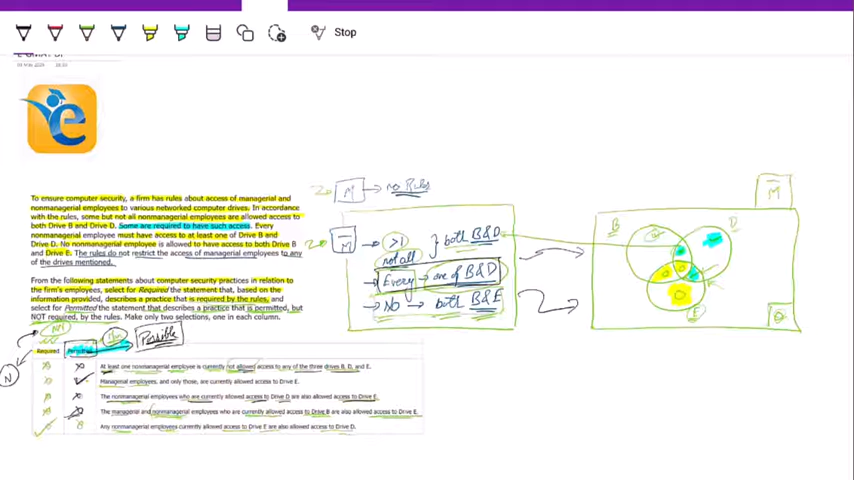 Stop
To ensure computer security, a firm has rules about access of managerial and
nonmanagerial employees to various networked computer drives. In accordance
with the rules, some but not all nonmanagerial employees are allowed access to
both Drive B and Drive D. Some are required to have such access. Every
nonmanagerial employee must have access to at least one of Drive B and
Drive D. No nonmanagerial employee is allowed to have access to both Drive B
and Drive E. The rules do not restrict the access of managerial employees to any
of the drives mentioned.
From the following statements about computer security practices in relation to
the firm's employees, select for Required the statement that, based on the
information provided, describes a practice that is required by the rules, and
select for Permitted the statement that describes a practice that is permitted, but
NOT required, by the rules. Make only two selections, one in each column.
M → no Rules
M
>1
not all
both B&D
Every → one of B&D
No → both B&E
B
D
E
M
Possible
N
Required
At least one nonmanagerial employee is currently not allowed access to any of the three drives B, D, and E.
Managerial employees, and only those, are currently allowed access to Drive E.
The nonmanagerial employees who are currently allowed access to Drive D are also allowed access to Drive E.
The managerial and nonmanagerial employees who are currently allowed access to Drive B are also allowed access to Drive E.
Any nonmanagerial employees currently allowed access to Drive E are also allowed access to Drive D.